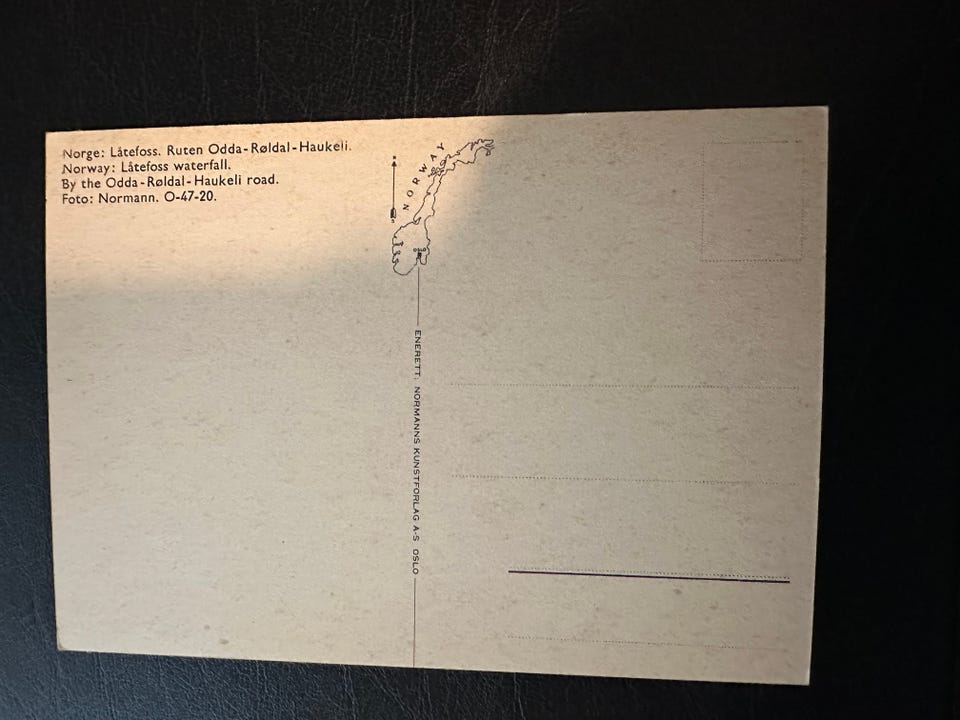 Norge: Låtefoss. Ruten Odda-Røldal-Haukeli.
Norway: Låtefoss waterfall.
By the Odda-Røldal-Haukeli road.
Foto: Normann. O-47-20.
NORWAY
ENERETT: NORMANNS KUNSTFORLAG A-S OSLO